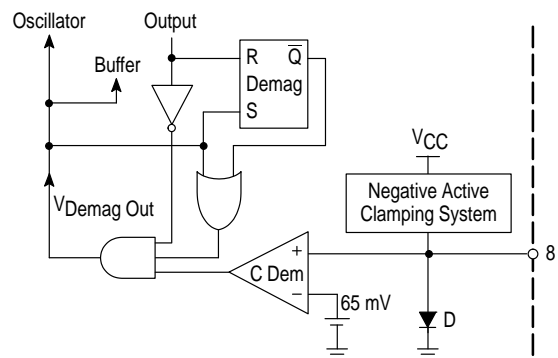 Oscillator
Output
Buffer
R Q̅
Demag
S
VCC
Negative Active
Clamping System
VDemag Out
+
C Dem
–
65 mV
8
D